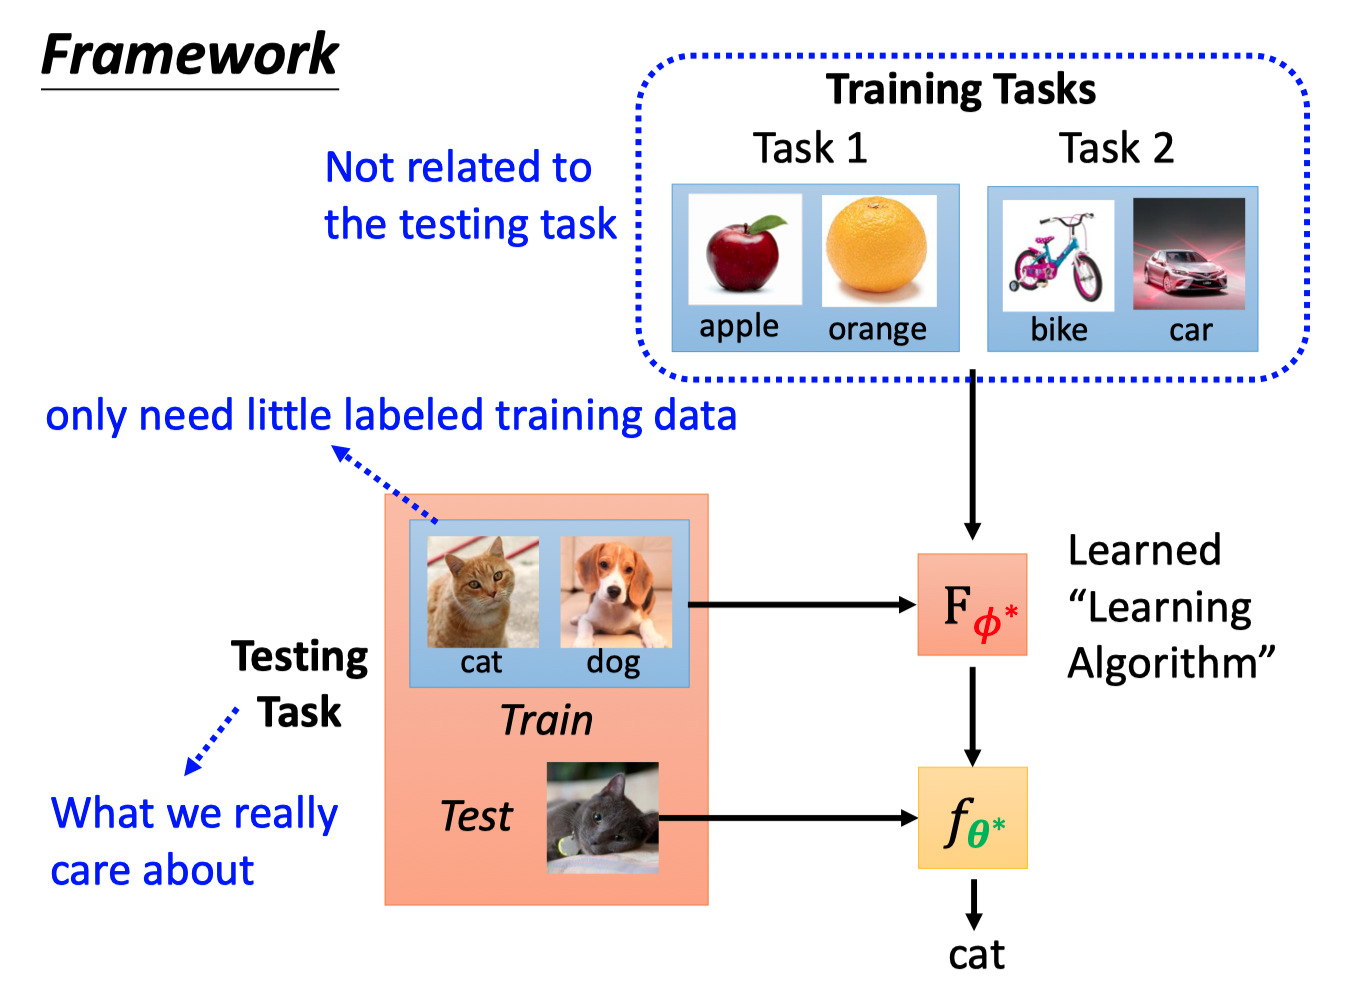 Framework
Training Tasks
Task 1
Task 2
Not related to
the testing task
apple
orange
bike
car
only need little labeled training data
cat
dog
Train
Testing
Task
Test
What we really
care about
Fϕ*
Learned
“Learning
Algorithm”
fθ*
cat